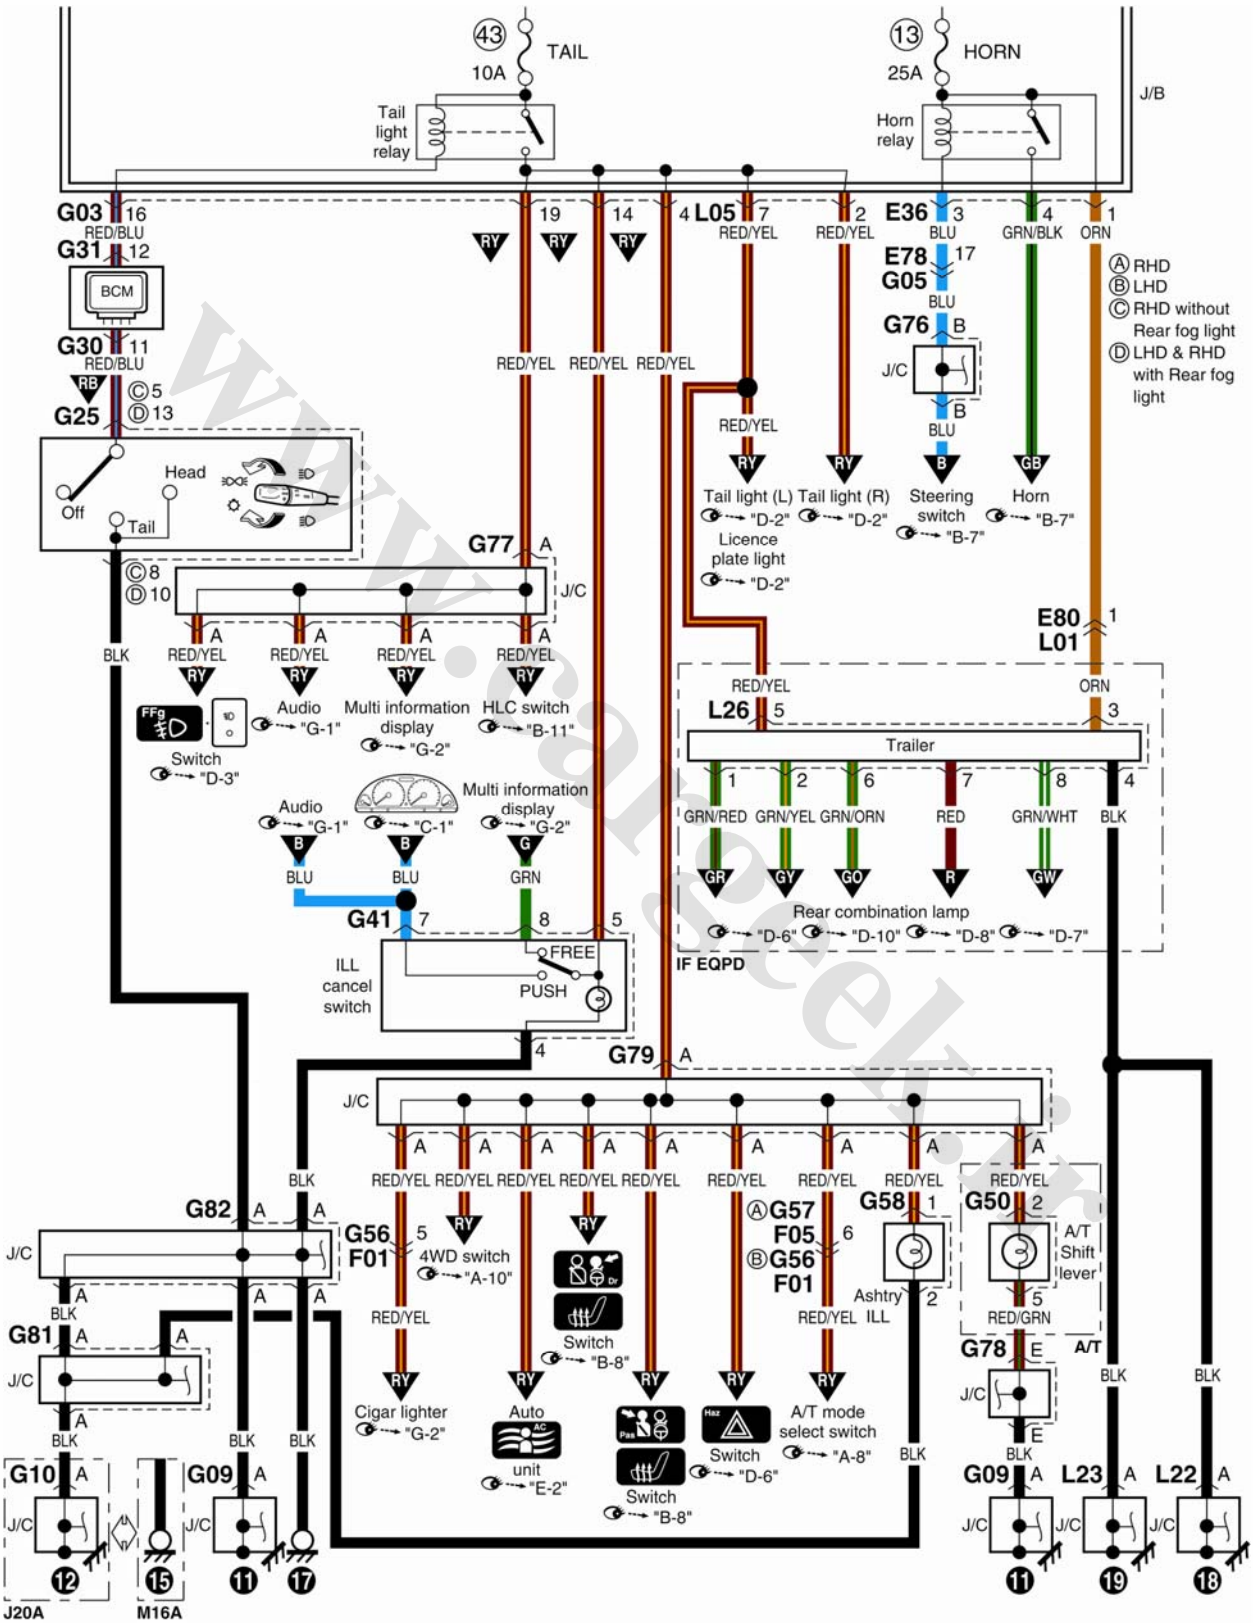 43 TAIL
10A
13 HORN
25A
J/B
Tail
light
relay
Horn
relay
G03 16
RED/BLU
G31 12
BCM
G30 11
RED/BLU
RB
C 5
D 13
G25
19 14 4
RY RY RY
L05 7 2
RED/YEL RED/YEL
E36 3 4 1
BLU GRN/BLK ORN
E78 17
G05
BLU
G76 B
J/C
B
BLU
A RHD
B LHD
C RHD without
Rear fog light
D LHD & RHD
with Rear fog
light
RED/YEL RED/YEL RED/YEL
RED/YEL
RY RY B GB
Tail light (L) Tail light (R) Steering
switch
Horn
"D-2" "D-2" "B-7" "B-7"
Licence
plate light
"D-2"
Head
Off
Tail
C 8
D 10
BLK
G77 A
J/C
A A A A
RED/YEL RED/YEL RED/YEL RED/YEL
RY RY RY RY
FFg
Switch
"D-3"
Audio
"G-1"
Multi information
display
"G-2"
HLC switch
"B-11"
E80 1
L01
RED/YEL ORN
L26 5 3
Trailer
1 2 6 7 8 4
GRN/RED GRN/YEL GRN/ORN RED GRN/WHT BLK
GR GY GO R GW
Rear combination lamp
"D-6" "D-10" "D-8" "D-7"
IF EQPD
Audio
"G-1"
"C-1"
Multi information
display
"G-2"
B B G
BLU BLU GRN
G41 7 8 5
ILL
cancel
switch
FREE
PUSH
4
G79 A
J/C
A A A A A A A A A
RED/YEL RED/YEL RED/YEL RED/YEL RED/YEL RED/YEL RED/YEL RED/YEL RED/YEL
BLK
G82 A A
J/C
A A A
BLK
G81 A A
J/C
A
BLK BLK BLK
G56 5
F01
RED/YEL
RY
Cigar lighter
"G-2"
RY
4WD switch
"A-10"
RY
Auto
AC
unit
"E-2"
RY
Dr
Switch
"B-8"
RY
Pas
Switch
"B-8"
RY
Haz
Switch
"D-6"
A G57
F05 6
B G56
F01
RED/YEL
RY
A/T mode
select switch
"A-8"
G58 1
Ashtry
ILL
2
BLK
G50 2
A/T
Shift
lever
5
RED/GRN
A/T
G78 E
J/C
E
BLK BLK BLK
G10 A
J/C
12
J20A
15
M16A
G09 A
J/C
11
17
G09 A
J/C
11
L23 A
J/C
19
L22 A
J/C
18
www.cargeek.ir